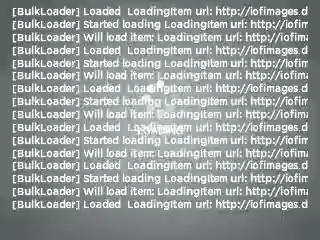 [BulkLoader] Loaded LoadingItem url: http://iofimages.d
[BulkLoader] Started loading LoadingItem url: http://iofim
[BulkLoader] Will load item: LoadingItem url: http://iofima
[BulkLoader] Loaded LoadingItem url: http://iofimages.d
[BulkLoader] Started loading LoadingItem url: http://iofim
[BulkLoader] Will load item: LoadingItem url: http://iofima
[BulkLoader] Loaded LoadingItem url: http://iofimages.d
[BulkLoader] Started loading LoadingItem url: http://iofim
[BulkLoader] Will load item: LoadingItem url: http://iofima
[BulkLoader] Loaded LoadingItem url: http://iofimages.d
[BulkLoader] Started loading LoadingItem url: http://iofim
[BulkLoader] Will load item: LoadingItem url: http://iofima
[BulkLoader] Loaded LoadingItem url: http://iofimages.d
[BulkLoader] Started loading LoadingItem url: http://iofim
[BulkLoader] Will load item: LoadingItem url: http://iofima
[BulkLoader] Loaded LoadingItem url: http://iofimages.d